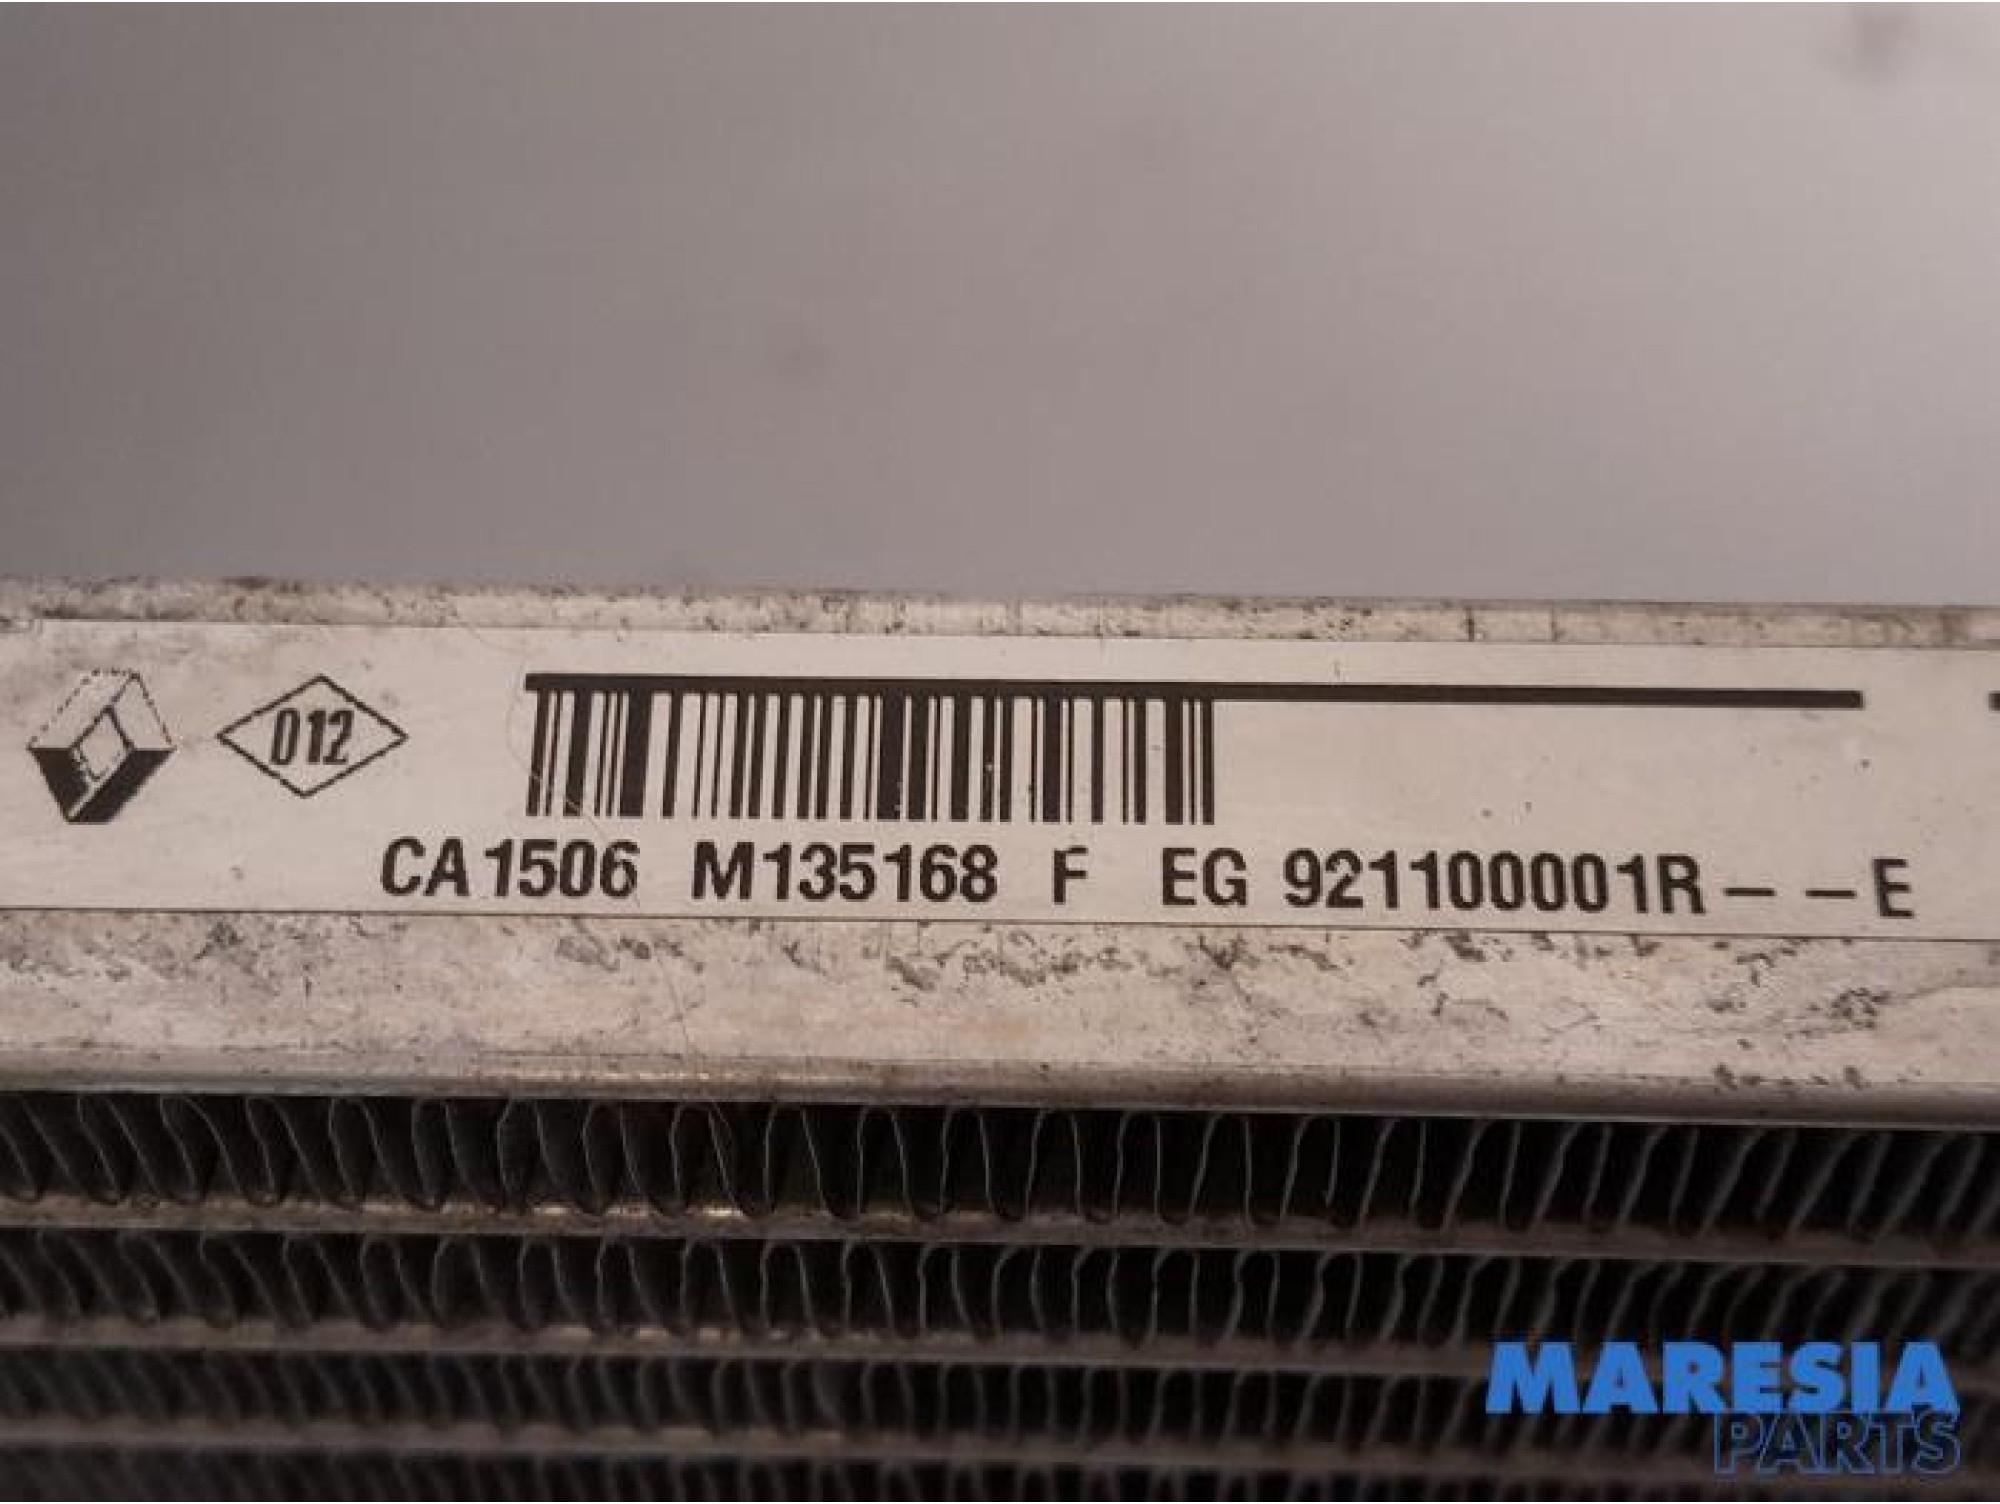 012
CA1506 M135168 F EG 921100001R---E
MARESIA
PARTS